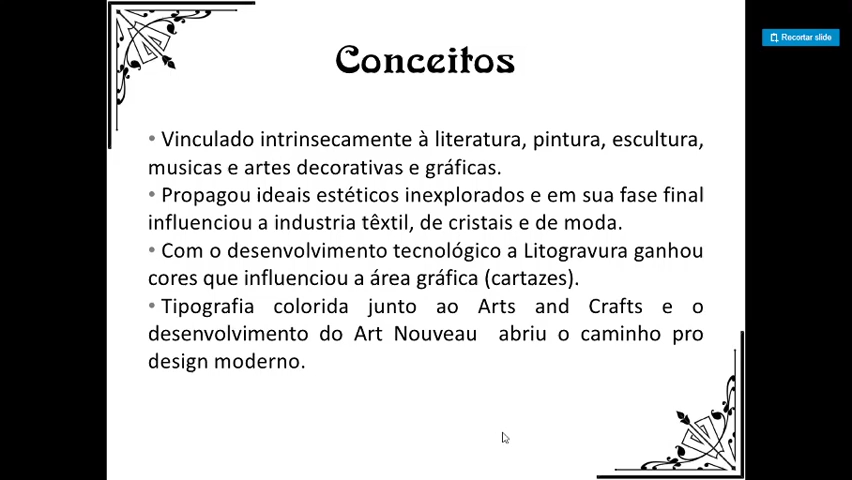 Conceitos
Recortar slide
• Vinculado intrinsecamente à literatura, pintura, escultura,
musicas e artes decorativas e gráficas.
• Propagou ideais estéticos inexplorados e em sua fase final
influenciou a industria têxtil, de cristais e de moda.
• Com o desenvolvimento tecnológico a Litogravura ganhou
cores que influenciou a área gráfica (cartazes).
• Tipografia colorida junto ao Arts and Crafts e o
desenvolvimento do Art Nouveau abriu o caminho pro
design moderno.